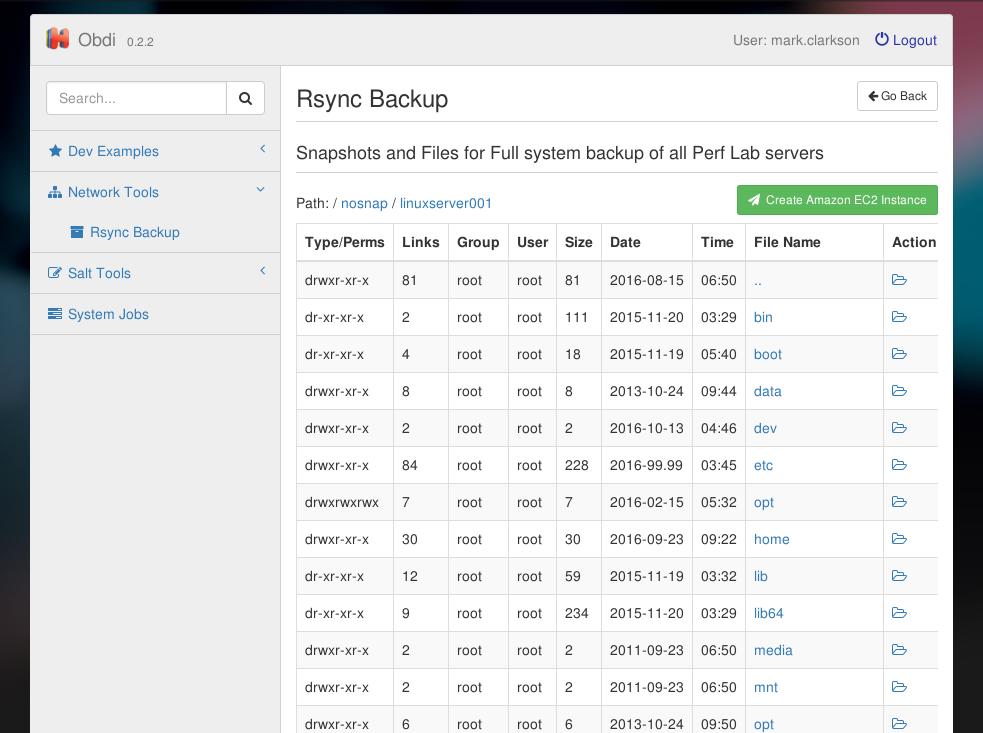 Obdi 0.2.2
User: mark.clarkson Logout
Search...
Dev Examples
Network Tools
Rsync Backup
Salt Tools
System Jobs
Rsync Backup
Go Back
Snapshots and Files for Full system backup of all Perf Lab servers
Path: / nosnap / linuxserver001
Create Amazon EC2 Instance
Type/Perms Links Group User Size Date Time File Name Action
drwxr-xr-x 81 root root 81 2016-08-15 06:50 ..
dr-xr-xr-x 2 root root 111 2015-11-20 03:29 bin
dr-xr-xr-x 4 root root 18 2015-11-19 05:40 boot
drwxr-xr-x 8 root root 8 2013-10-24 09:44 data
drwxr-xr-x 2 root root 2 2016-10-13 04:46 dev
drwxr-xr-x 84 root root 228 2016-99.99 03:45 etc
drwxrwxrwx 7 root root 7 2016-02-15 05:32 opt
drwxr-xr-x 30 root root 30 2016-09-23 09:22 home
dr-xr-xr-x 12 root root 59 2015-11-19 03:32 lib
dr-xr-xr-x 9 root root 234 2015-11-20 03:29 lib64
drwxr-xr-x 2 root root 2 2011-09-23 06:50 media
drwxr-xr-x 2 root root 2 2011-09-23 06:50 mnt
drwxr-xr-x 6 root root 6 2013-10-24 09:50 opt